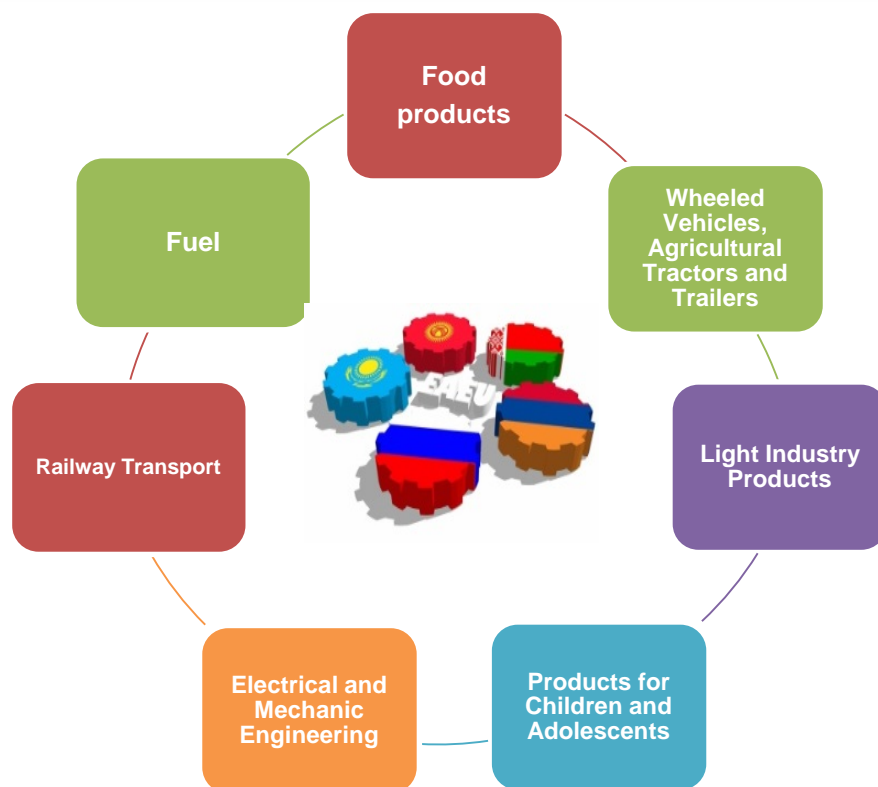 Food
products
Wheeled
Vehicles,
Agricultural
Tractors and
Trailers
Light Industry
Products
Products for
Children and
Adolescents
Electrical and
Mechanic
Engineering
Railway Transport
Fuel
EAEU